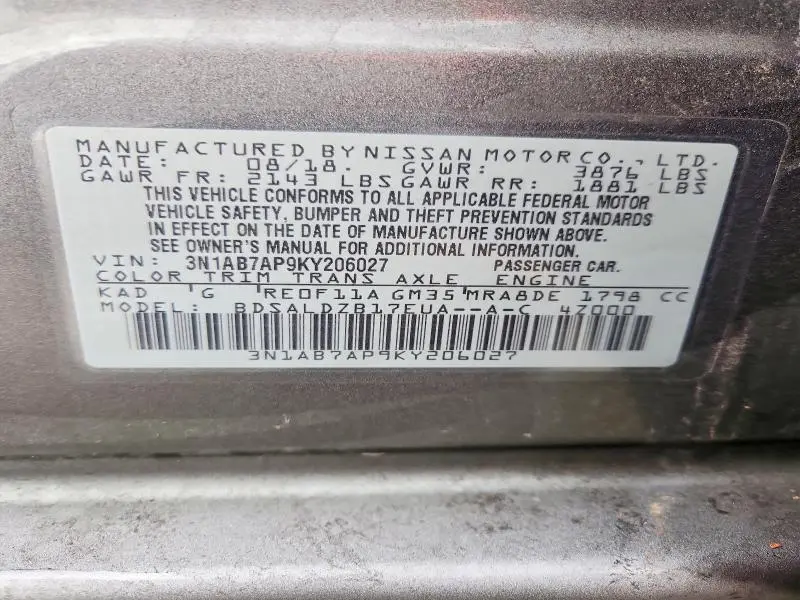 MANUFACTURED BY NISSAN MOTOR CO., LTD.
DATE: 08/18. GVWR: 3876 LBS
GAWR FR: 2143 LBS GAWR RR: 1881 LBS
THIS VEHICLE CONFORMS TO ALL APPLICABLE FEDERAL MOTOR
VEHICLE SAFETY, BUMPER AND THEFT PREVENTION STANDARDS
IN EFFECT ON THE DATE OF MANUFACTURE SHOWN ABOVE.
SEE OWNER'S MANUAL FOR ADDITIONAL INFORMATION.
VIN: 3N1AB7AP9KY206027 PASSENGER CAR.
COLOR TRIM TRANS AXLE ENGINE
KAD G RE0F11A GM35 MRA8DE 1798 CC
MODEL: BDSALDZB17EUA--A-C 4Z000
3N1AB7AP9KY206027